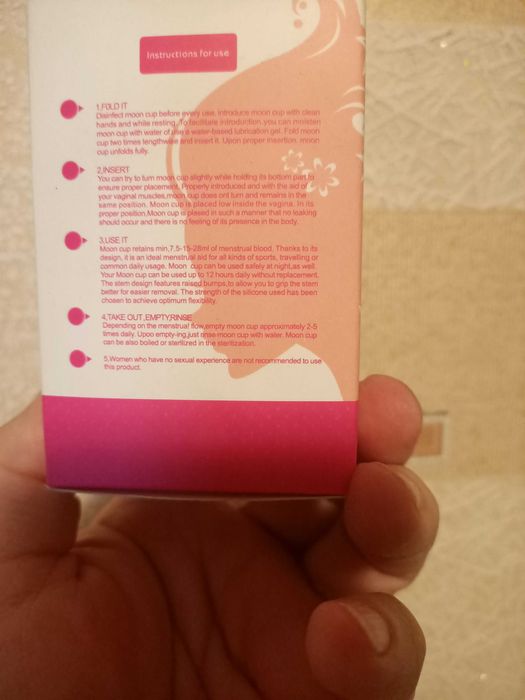 Instructions for use
1,FOLD IT
Disinfect moon cup before every use. Introduce moon cup with clean
hands and while resting. To facilitare introduction you can moisten
moon cup with water of use a water-based lubrication gel. Fold moon
cup two times lengthwise and insert it. Upon proper insertion. moon
cup unfolds fully.
2,INSERT
You can try to turn moon cup slightly while holding its bottom part to
ensure proper placement. Properly introduced and with the aid of
your vaginal muscles,moon cup does ont turn and remains in the
same position. Moon cup is placed low inside the vagina. In its
proper position,Moon cup is plased in such a manner that no leaking
should occur and there is no feeling of its presence in the body.
3,USE IT
Moon cup retains min,7.5-15-28ml of menstrual blood. Thanks to its
design, it is an ideal menstrual aid for all kinds of sports, travelling or
common daily usage. Moon cup can be used safely at night,as well.
Your Moon cup can be used up to 12 hours daily without replacement.
The stem design features raised bumps,to allow you to grip the stem
better for easier removal. The strength of the silicone used has been
chosen to achieve optimum flexibility.
4,TAKE OUT,EMPTY,RINSE
Depending on the menstrual flow,empty moon cup approximately 2-5
times daily. Upoo empty-ing,just rinse moon cup with water. Moon cup
can be also boiled or sterilized in the sterilization.
5,Women who have no sexual experience are not recommended to use
this product.